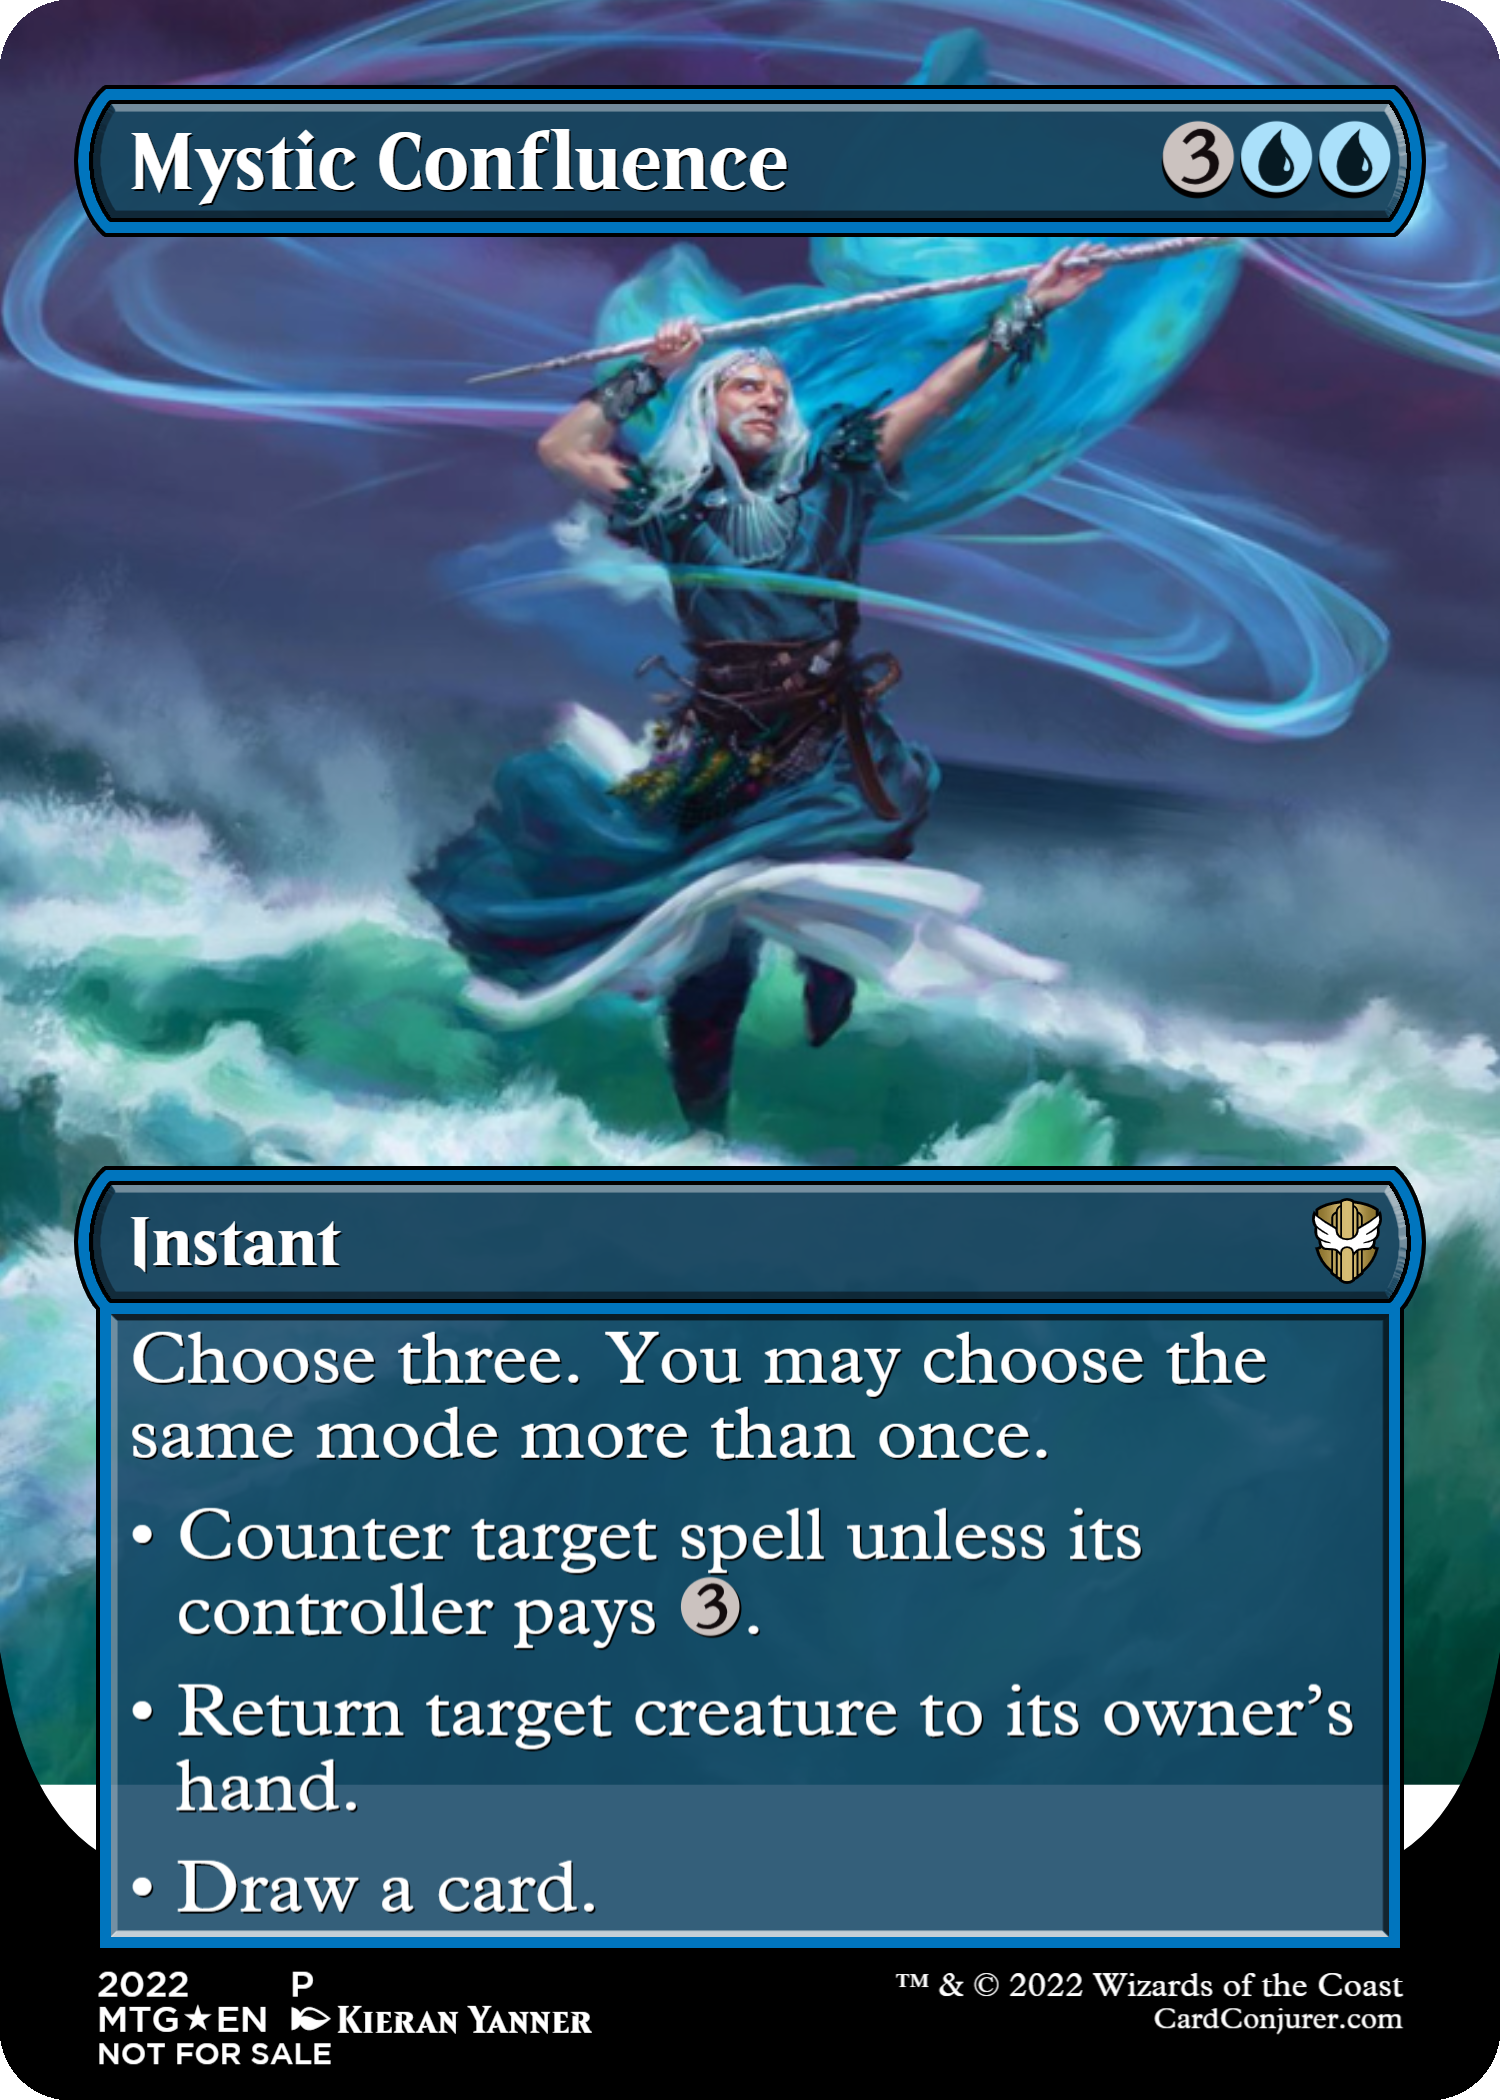 Mystic Confluence 3
Instant
Choose three. You may choose the
same mode more than once.
• Counter target spell unless its
controller pays 3.
• Return target creature to its owner’s
hand.
• Draw a card.
2022 P
MTG★EN KIERAN YANNER
NOT FOR SALE
™ & © 2022 Wizards of the Coast
CardConjurer.com